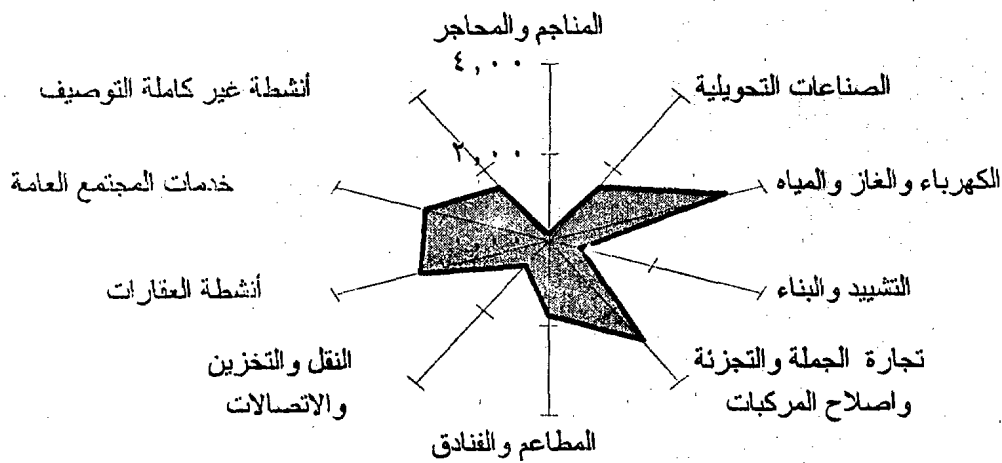 المناجم والمحاجر
٤,٠٠
الصناعات التحويلية
أنشطة غير كاملة التوصيف
٢,٠٠
الكهرباء والغاز والمياه
خدمات المجتمع العامة
التشييد والبناء
أنشطة العقارات
تجارة الجملة والتجزئة
واصلاح المركبات
النقل والتخزين
والاتصالات
المطاعم والفنادق